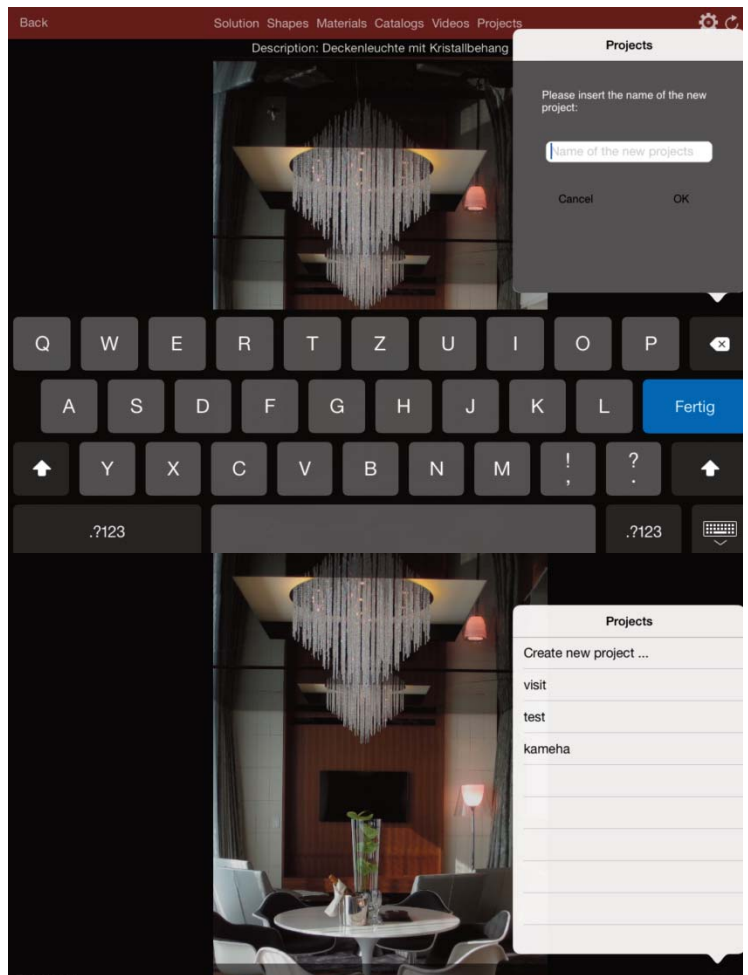 Back Solution Shapes Materials Catalogs Videos Projects
Description: Deckenleuchte mit Kristallbehang
Projects
Please insert the name of the new
project:
Name of the new projects
Cancel OK
Q W E R T Z U I O P
A S D F G H J K L Fertig
Y X C V B N M ! , ? .
.?123 .?123
Projects
Create new project ...
visit
test
kameha